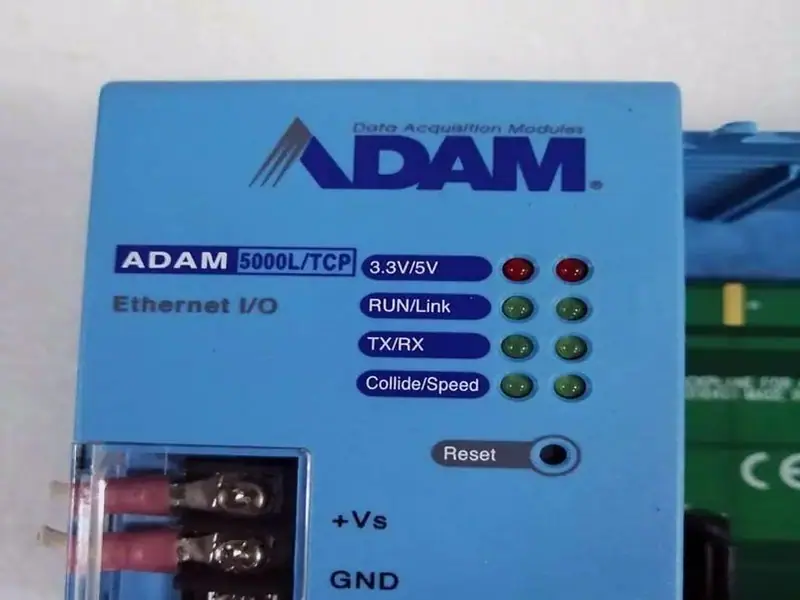 Data Acquisition Modules
ADAM®
ADAM 5000L/TCP
Ethernet I/O
3.3V/5V
RUN/Link
TX/RX
Collide/Speed
Reset
+Vs
GND
CE